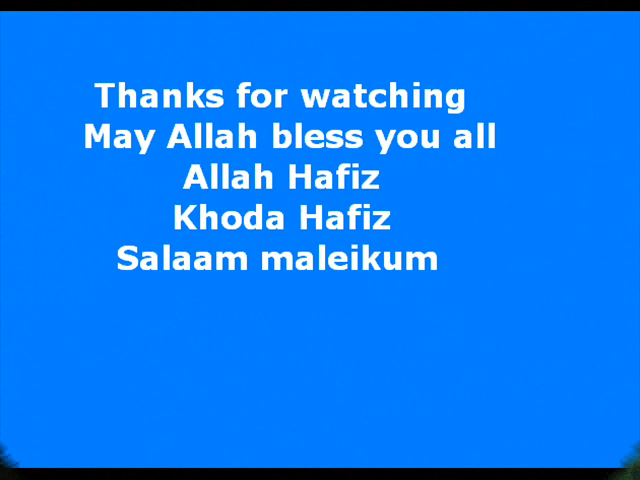 Thanks for watching
May Allah bless you all
Allah Hafiz
Khoda Hafiz
Salaam maleikum